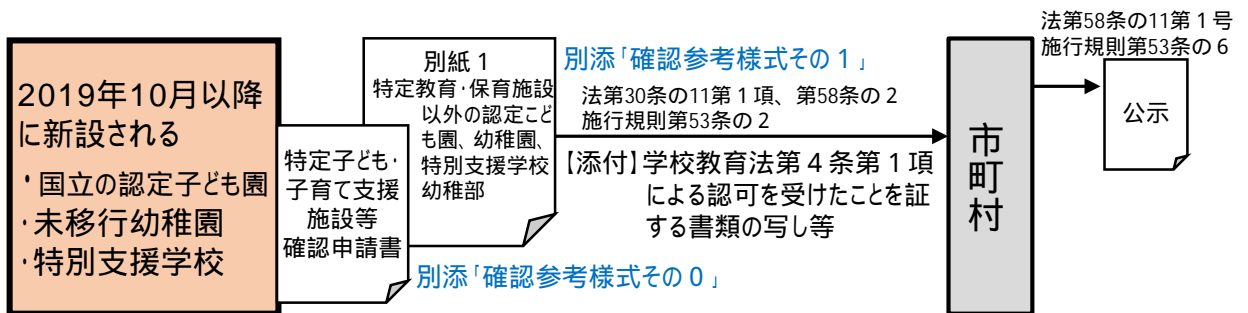 2019年10月以降
に新設される
・国立の認定子ども園
・未移行幼稚園
・特別支援学校
特定子ども・
子育て支援
施設等
確認申請書
別紙１
特定教育・保育施設
以外の認定こど
も園、幼稚園、
特別支援学校
幼稚部
別添「確認参考様式その１」
法第30条の11第１項、第58条の２
施行規則第53条の２
【添付】学校教育法第４条第１項
による認可を受けたことを証
する書類の写し等
別添「確認参考様式その０」
市町村
法第58条の11第１号
施行規則第53条の６
公示